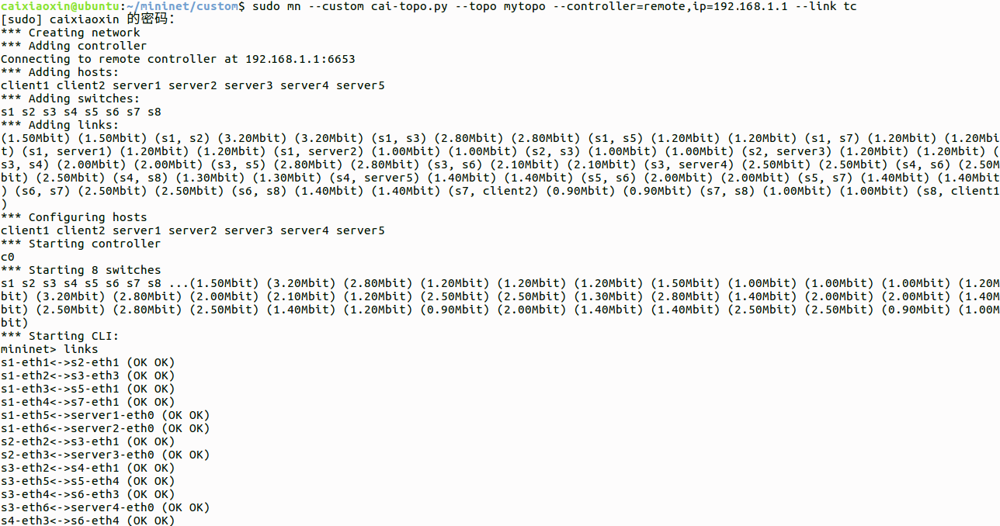 caixiaoxin@ubuntu:~/mininet/custom$ sudo mn --custom cai-topo.py --topo mytopo --controller=remote,ip=192.168.1.1 --link tc
[sudo] caixiaoxin 的密码:
*** Creating network
*** Adding controller
Connecting to remote controller at 192.168.1.1:6653
*** Adding hosts:
client1 client2 server1 server2 server3 server4 server5
*** Adding switches:
s1 s2 s3 s4 s5 s6 s7 s8
*** Adding links:
(1.50Mbit) (1.50Mbit) (s1, s2) (3.20Mbit) (3.20Mbit) (s1, s3) (2.80Mbit) (2.80Mbit) (s1, s5) (1.20Mbit) (1.20Mbit) (s1, s7) (1.20Mbit) (1.20Mbi
t) (s1, server1) (1.20Mbit) (1.20Mbit) (s1, server2) (1.00Mbit) (1.00Mbit) (s2, s3) (1.00Mbit) (1.00Mbit) (s2, server3) (1.20Mbit) (1.20Mbit) (
s3, s4) (2.00Mbit) (2.00Mbit) (s3, s5) (2.80Mbit) (2.80Mbit) (s3, s6) (2.10Mbit) (2.10Mbit) (s3, server4) (2.50Mbit) (2.50Mbit) (s4, s6) (2.50M
bit) (2.50Mbit) (s4, s8) (1.30Mbit) (1.30Mbit) (s4, server5) (1.40Mbit) (1.40Mbit) (s5, s6) (2.00Mbit) (2.00Mbit) (s5, s7) (1.40Mbit) (1.40Mbit
) (s6, s7) (2.50Mbit) (2.50Mbit) (s6, s8) (1.40Mbit) (1.40Mbit) (s7, client2) (0.90Mbit) (0.90Mbit) (s7, s8) (1.00Mbit) (1.00Mbit) (s8, client1
)
*** Configuring hosts
client1 client2 server1 server2 server3 server4 server5
*** Starting controller
c0
*** Starting 8 switches
s1 s2 s3 s4 s5 s6 s7 s8 ...(1.50Mbit) (3.20Mbit) (2.80Mbit) (1.20Mbit) (1.20Mbit) (1.20Mbit) (1.50Mbit) (1.00Mbit) (1.00Mbit) (1.00Mbit) (1.20M
bit) (3.20Mbit) (2.80Mbit) (2.00Mbit) (2.10Mbit) (1.20Mbit) (2.50Mbit) (2.50Mbit) (1.30Mbit) (2.80Mbit) (1.40Mbit) (2.00Mbit) (2.00Mbit) (1.40M
bit) (2.50Mbit) (2.80Mbit) (2.50Mbit) (1.40Mbit) (1.20Mbit) (0.90Mbit) (2.00Mbit) (1.40Mbit) (1.40Mbit) (2.50Mbit) (2.50Mbit) (0.90Mbit) (1.00M
bit)
*** Starting CLI:
mininet> links
s1-eth1<->s2-eth1 (OK OK)
s1-eth2<->s3-eth3 (OK OK)
s1-eth3<->s5-eth1 (OK OK)
s1-eth4<->s7-eth1 (OK OK)
s1-eth5<->server1-eth0 (OK OK)
s1-eth6<->server2-eth0 (OK OK)
s2-eth2<->s3-eth1 (OK OK)
s2-eth3<->server3-eth0 (OK OK)
s3-eth2<->s4-eth1 (OK OK)
s3-eth5<->s5-eth4 (OK OK)
s3-eth4<->s6-eth3 (OK OK)
s3-eth6<->server4-eth0 (OK OK)
s4-eth3<->s6-eth4 (OK OK)